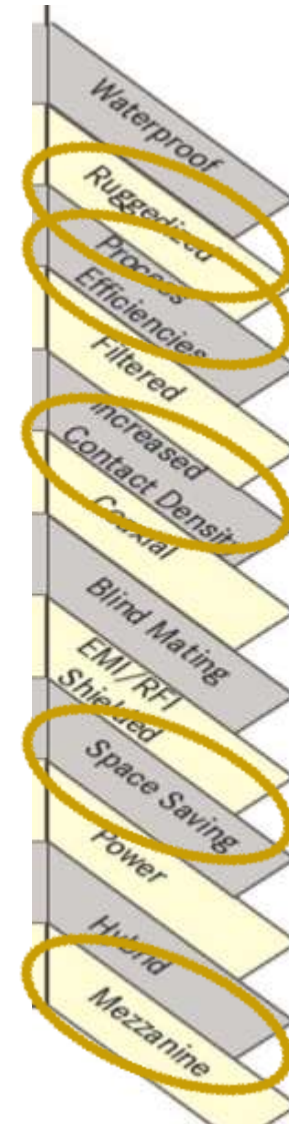 Waterproof
Ruggedized
Process
Efficiencies
Filtered
Increased
Contact Density
Coaxial
Blind Mating
EMI/RFI
Shielded
Space Saving
Power
Hybrid
Mezzanine